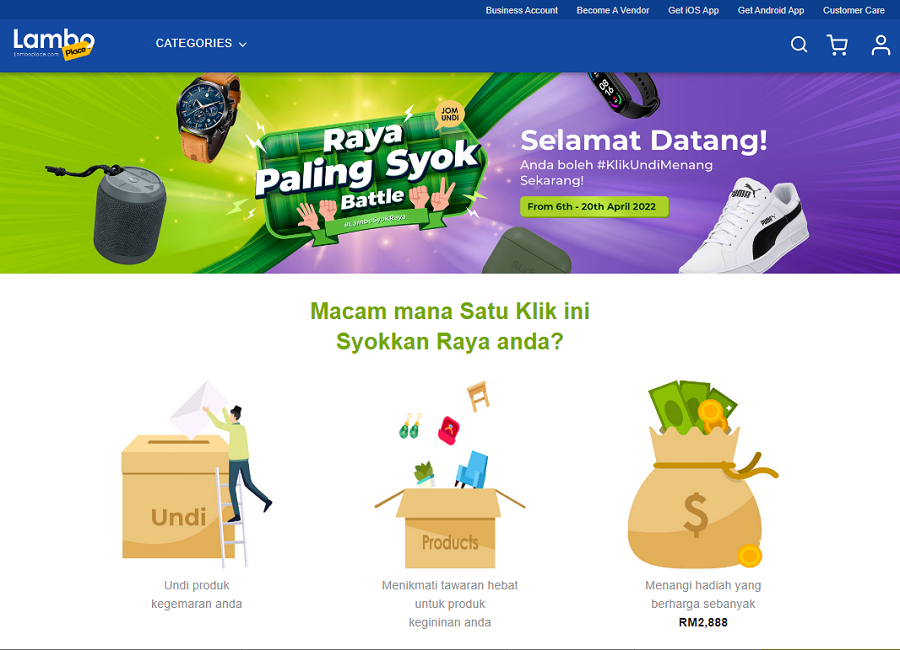 Business Account Become A Vendor Get iOS App Get Android App Customer Care
Lambo
Place
Lamboplace.com
CATEGORIES
JOM
UNDI
Raya
Paling Syok
Battle
#LamboSyokRaya
Selamat Datang!
Anda boleh #KlikUndiMenang
Sekarang!
From 6th - 20th April 2022
08
16
PUMA
PUMA
Macam mana Satu Klik ini
Syokkan Raya anda?
Undi
Products
$
Undi produk
kegemaran anda
Menikmati tawaran hebat
untuk produk
kegininan anda
Menangi hadiah yang
berharga sebanyak
RM2,888